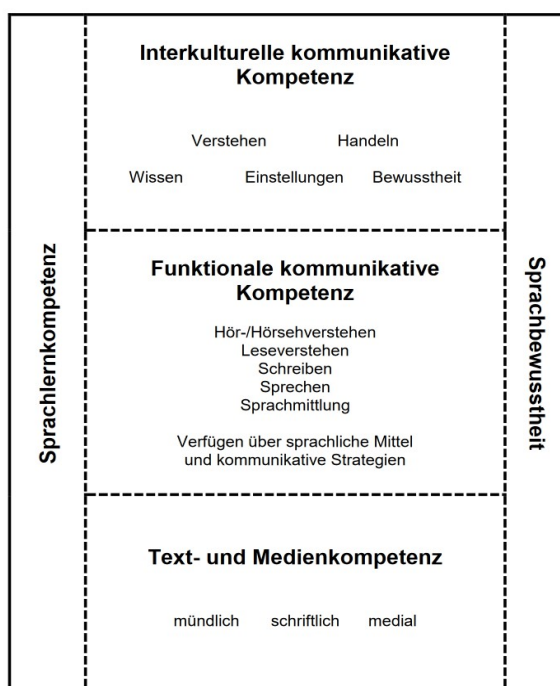 Interkulturelle kommunikative
Kompetenz
Verstehen Handeln
Wissen Einstellungen Bewusstheit
Sprachlernkompetenz
Funktionale kommunikative
Kompetenz
Hör-/Hörsehverstehen
Leseverstehen
Schreiben
Sprechen
Sprachmittlung
Verfügen über sprachliche Mittel
und kommunikative Strategien
Sprachbewusstheit
Text- und Medienkompetenz
mündlich schriftlich medial